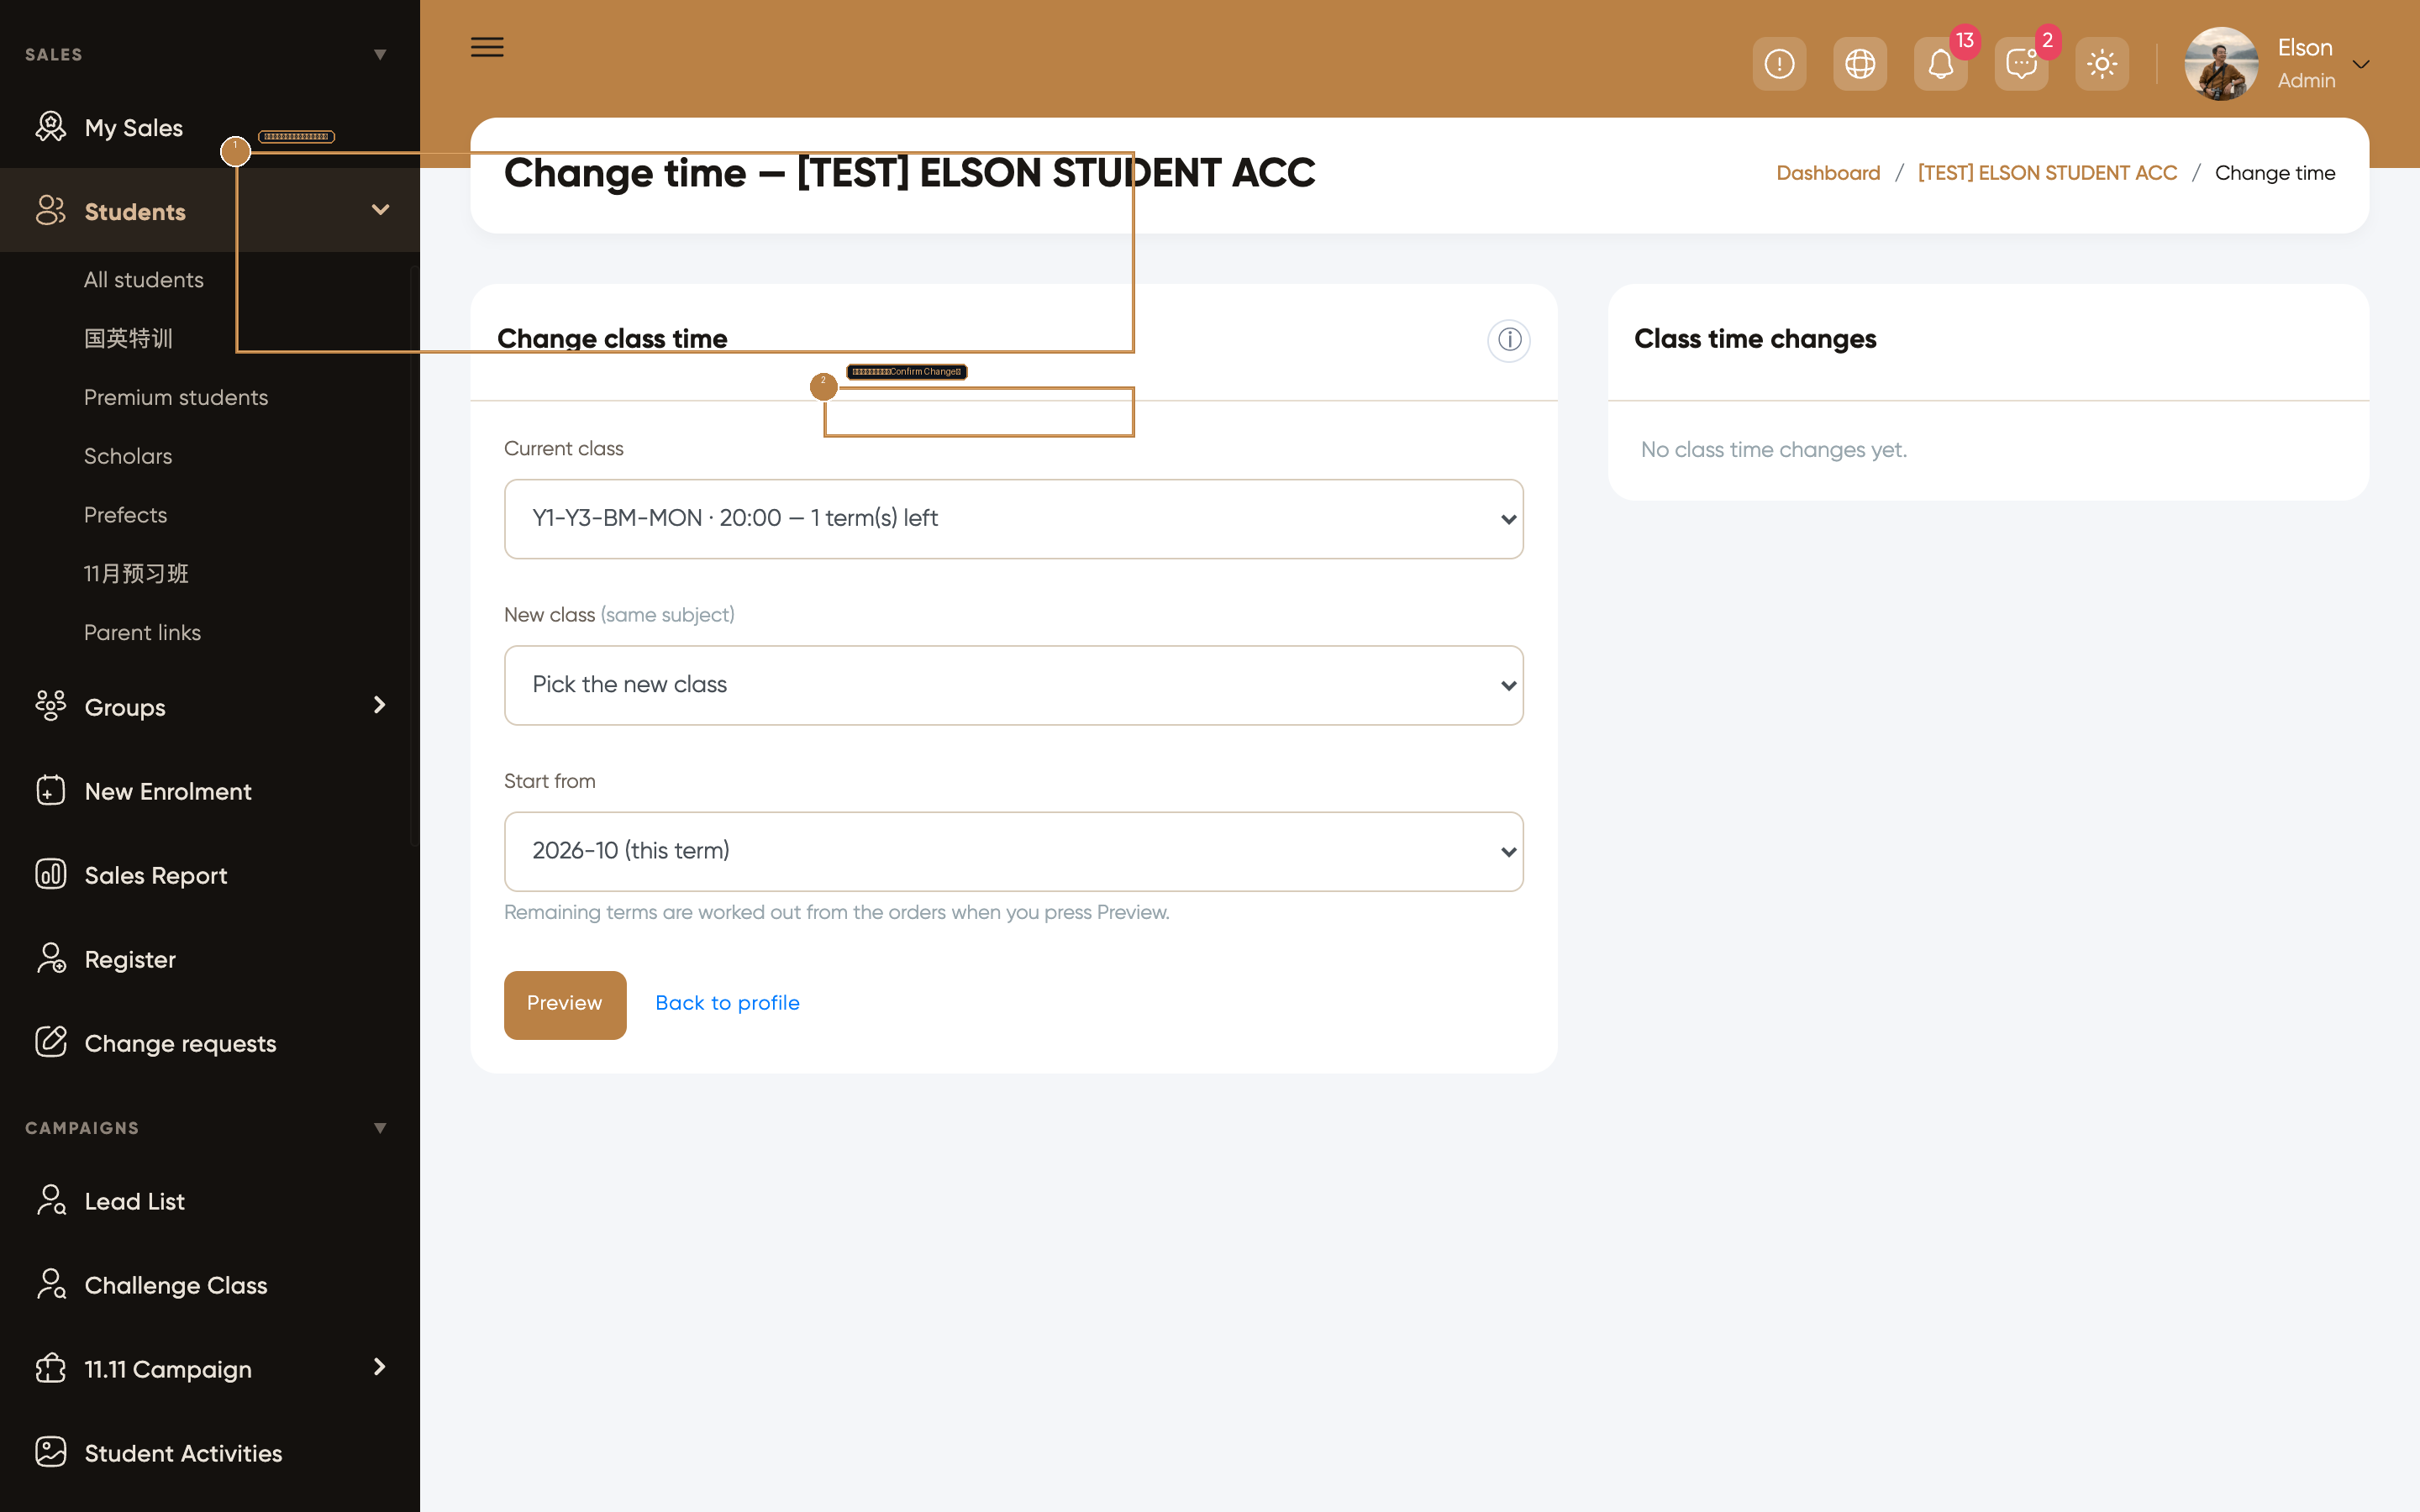 SALES
My Sales
Students
All students
国英特训
Premium students
Scholars
Prefects
11月预习班
Parent links
Groups
New Enrolment
Sales Report
Register
Change requests
CAMPAIGNS
Lead List
Challenge Class
11.11 Campaign
Student Activities
13
2
Elson
Admin
1
Change time — [TEST] ELSON STUDENT ACC
Dashboard / [TEST] ELSON STUDENT ACC / Change time
Change class time
2
Confirm Change
Current class
Y1-Y3-BM-MON · 20:00 — 1 term(s) left
New class (same subject)
Pick the new class
Start from
2026-10 (this term)
Remaining terms are worked out from the orders when you press Preview.
Preview
Back to profile
Class time changes
No class time changes yet.